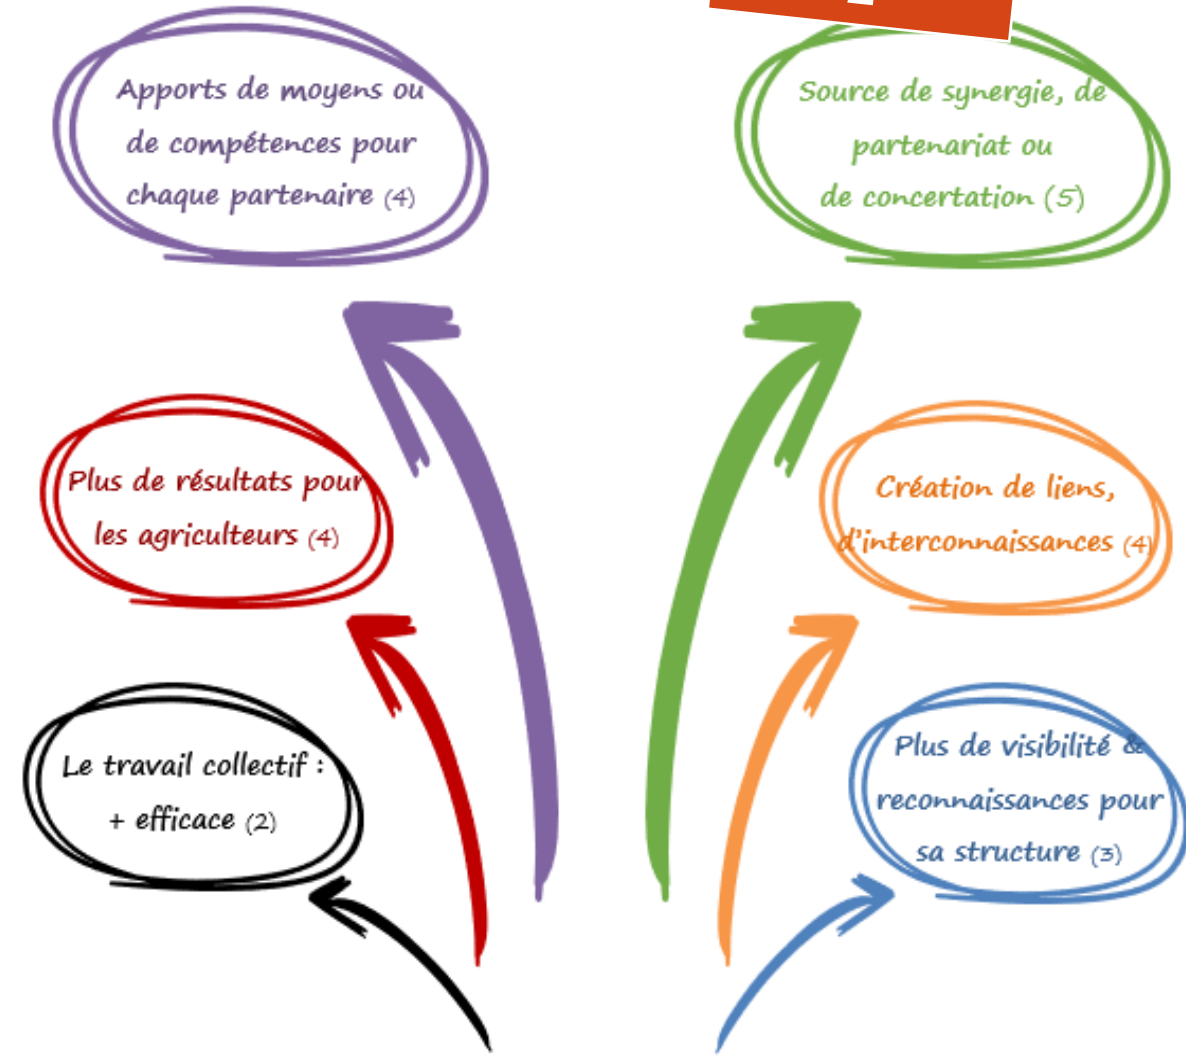 Apports de moyens ou
de compétences pour
chaque partenaire (4)
Source de synergie, de
partenariat ou
de concertation (5)
Plus de résultats pour
les agriculteurs (4)
Création de liens,
d'interconnaissances (4)
Le travail collectif :
+ efficace (2)
Plus de visibilité &
reconnaissances pour
sa structure (3)